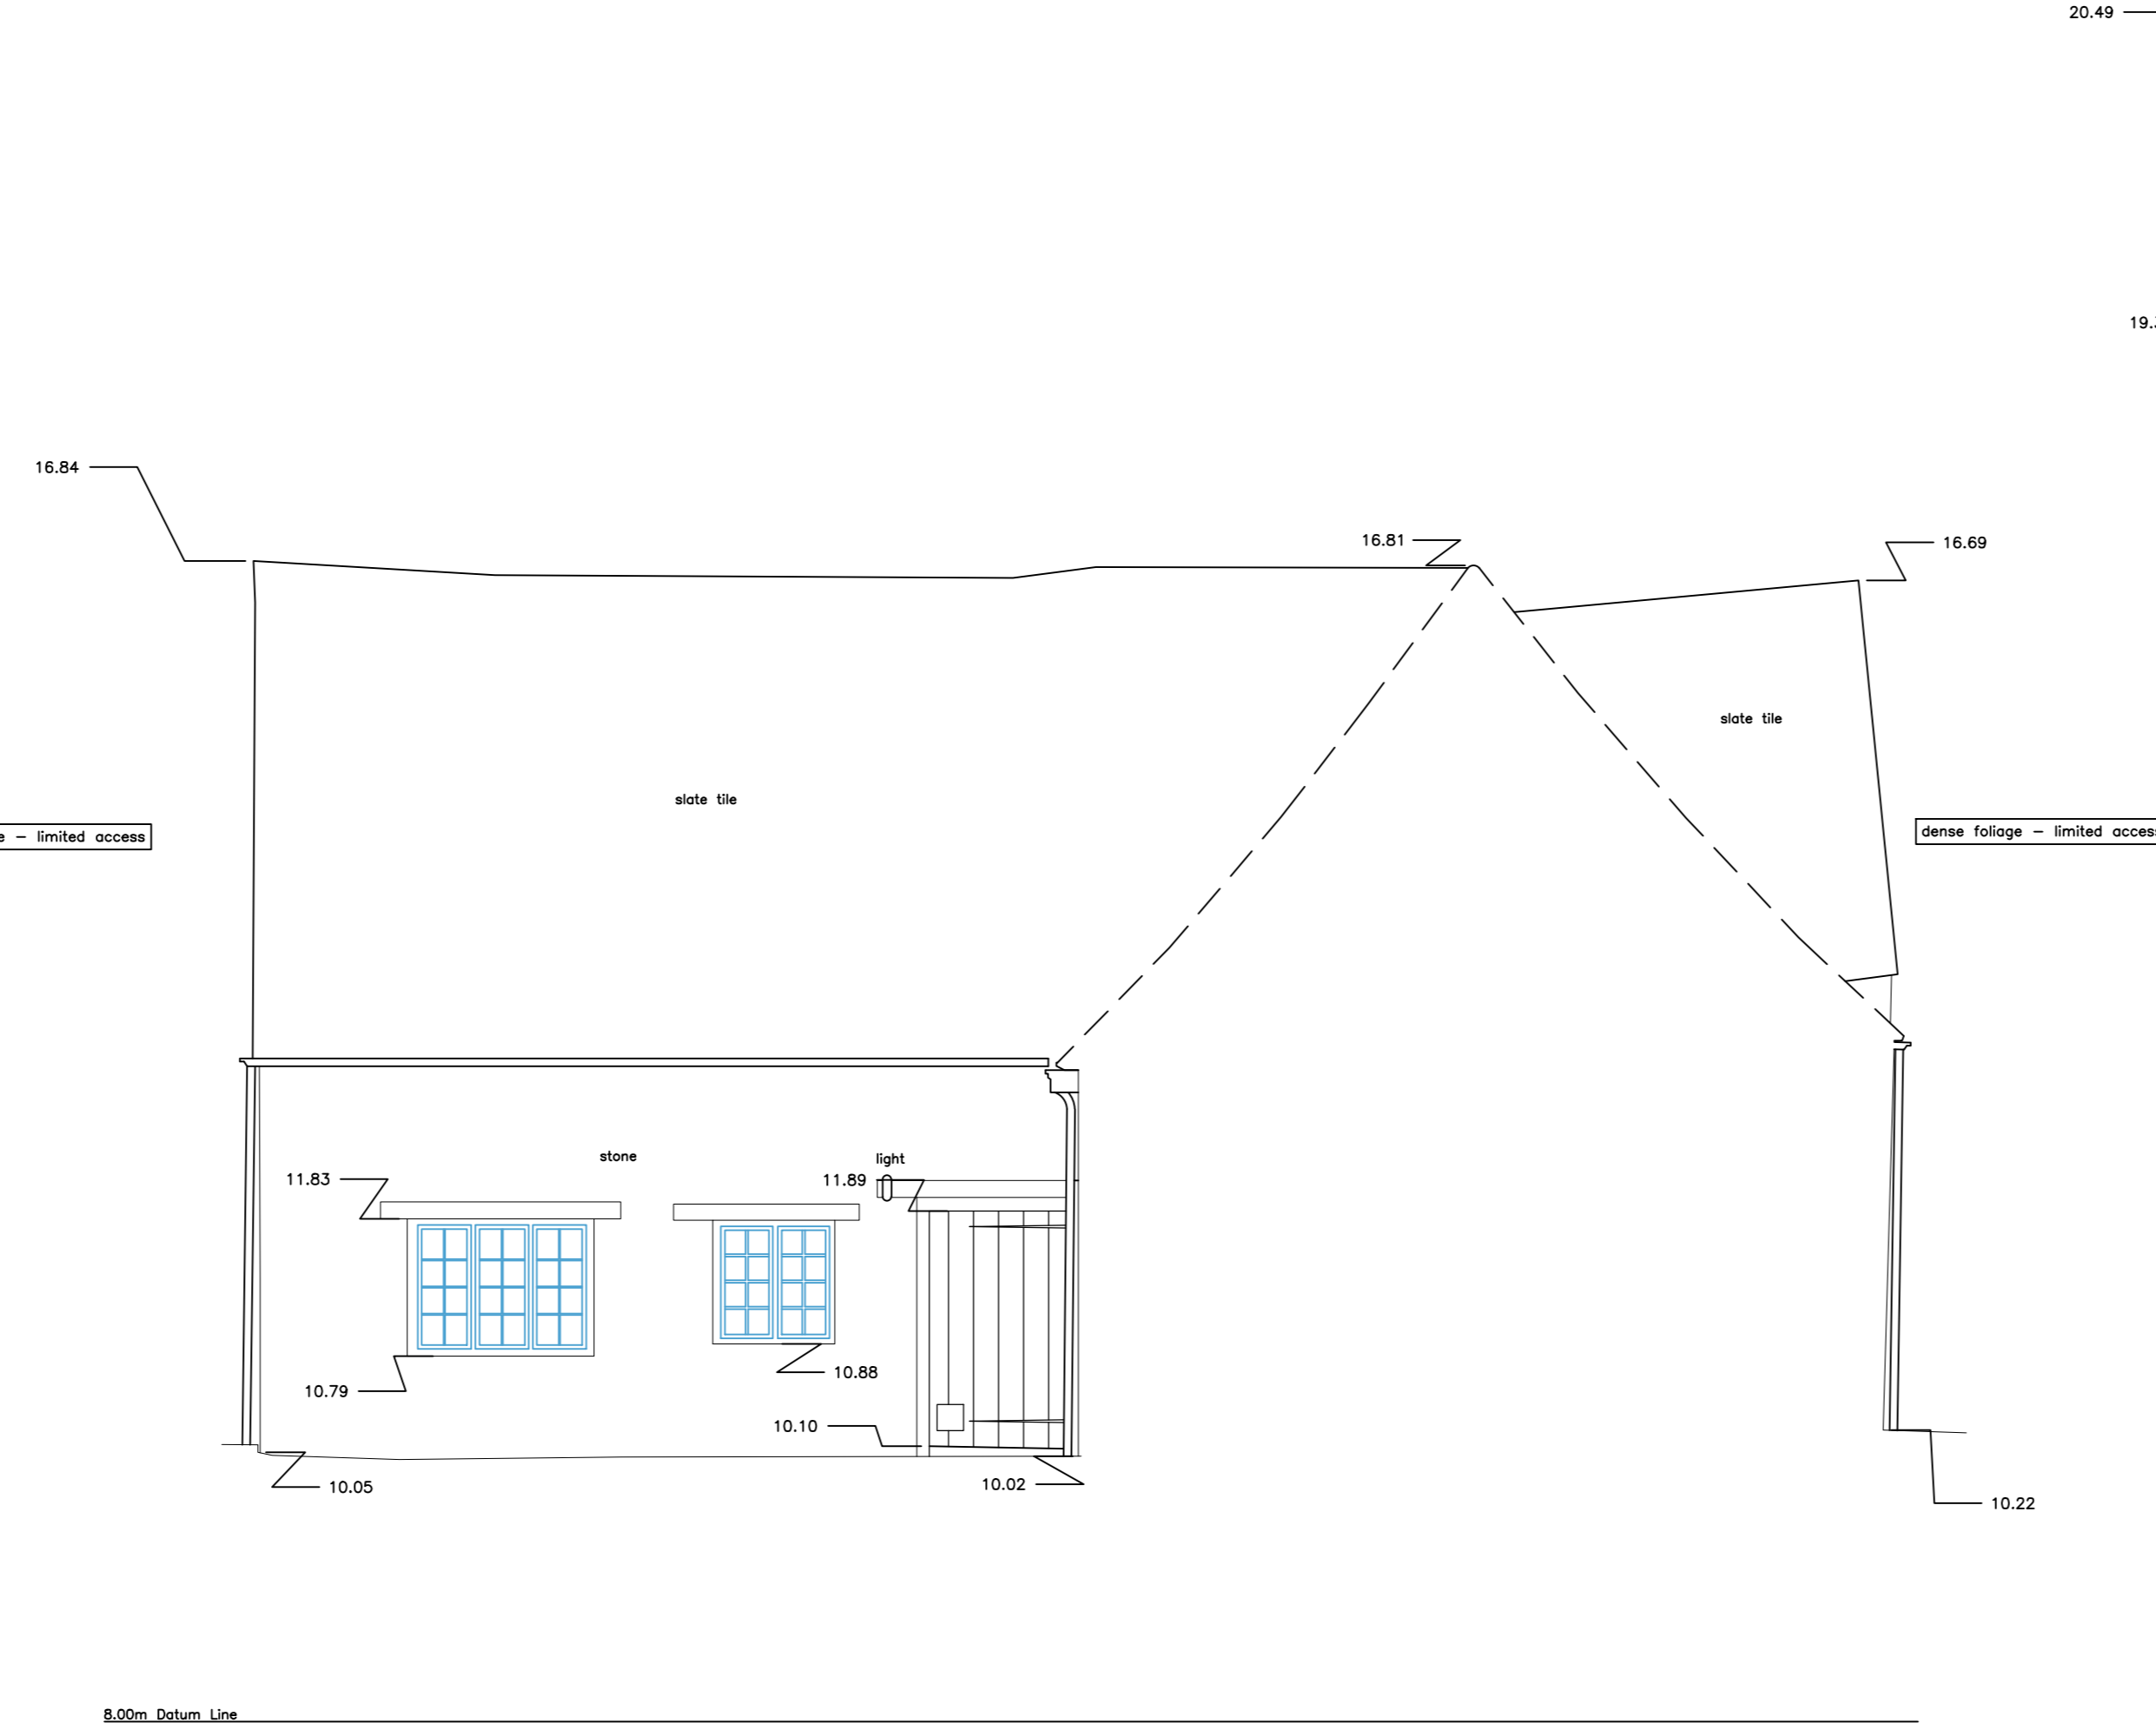 20.49
19.
16.84
16.81
16.69
slate tile
slate tile
e – limited access
dense foliage – limited access
stone
light
11.83
11.89
10.79
10.88
10.10
10.05
10.02
10.22
8.00m Datum Line